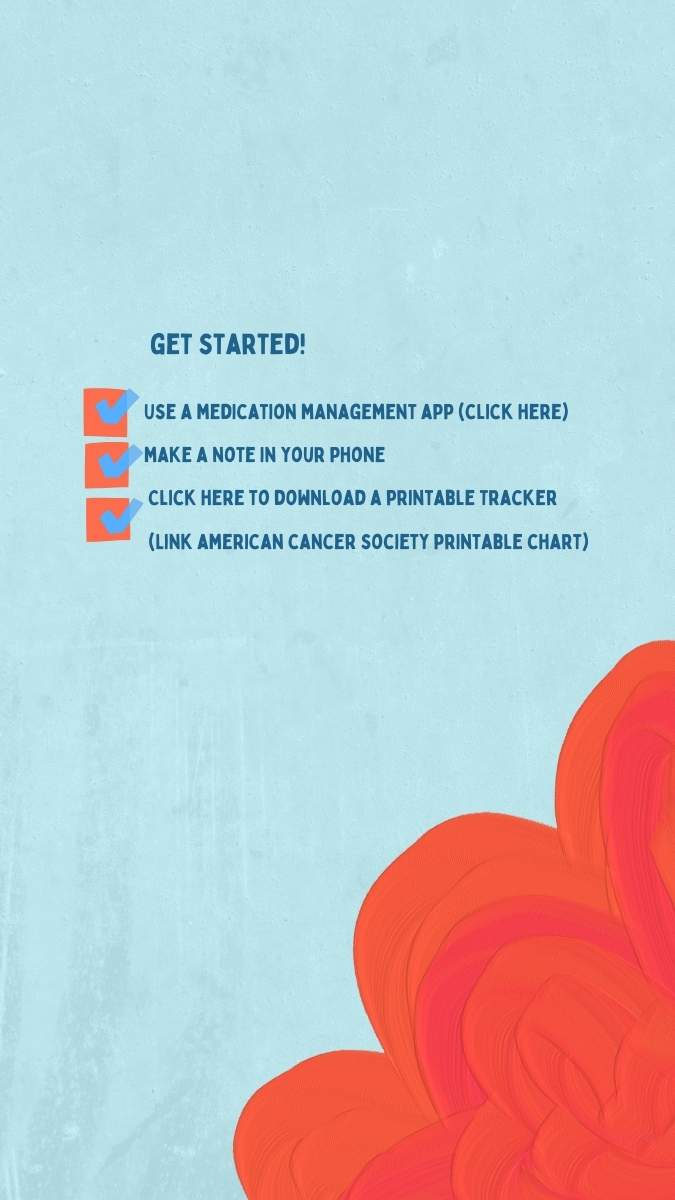 GET STARTED!
USE A MEDICATION MANAGEMENT APP (CLICK HERE)
MAKE A NOTE IN YOUR PHONE
CLICK HERE TO DOWNLOAD A PRINTABLE TRACKER
(LINK AMERICAN CANCER SOCIETY PRINTABLE CHART)